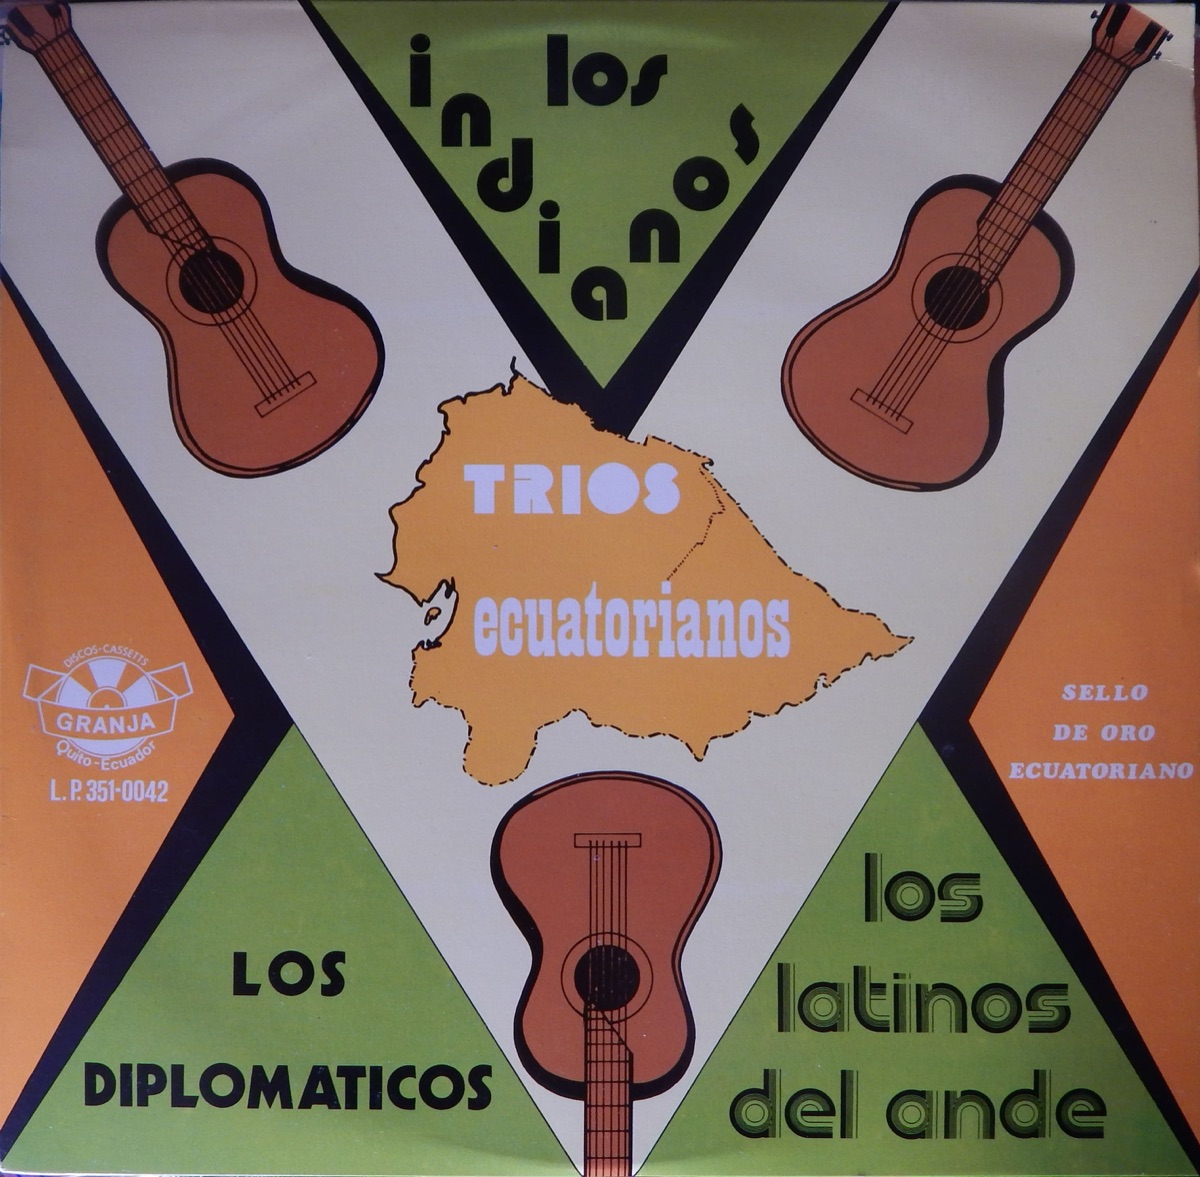 los
indianos
TRIOS
ecuatorianos
DISCOS-CASSETTS
GRANJA
Quito-Ecuador
L.P. 351-0042
SELLO
DE ORO
ECUATORIANO
LOS
DIPLOMATICOS
los
latinos
del ande